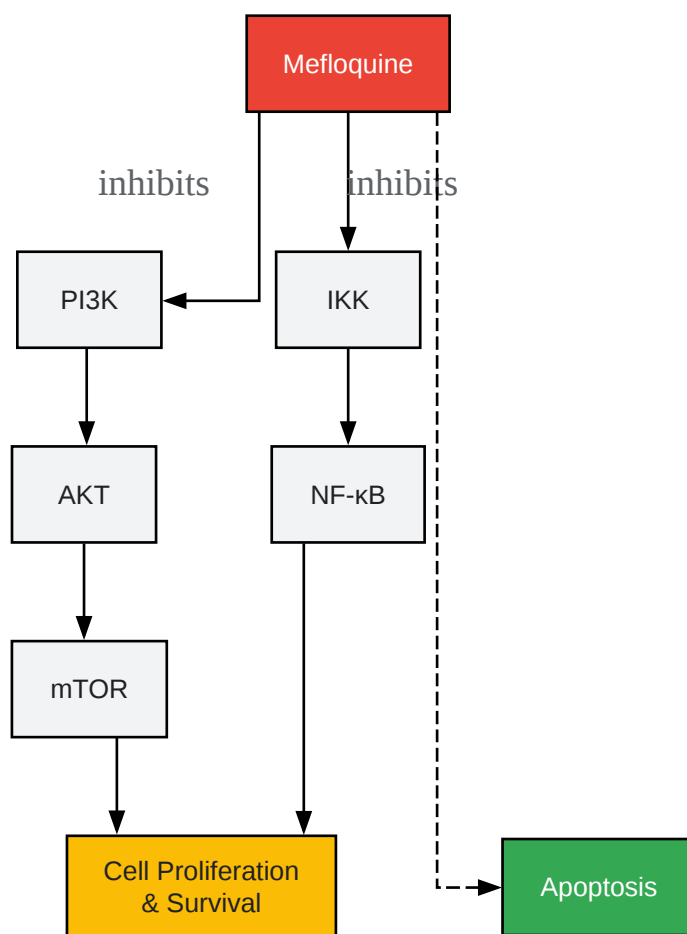 Mefloquine
inhibits
inhibits
PI3K
IKK
AKT
NF-κB
mTOR
Cell Proliferation
& Survival
Apoptosis